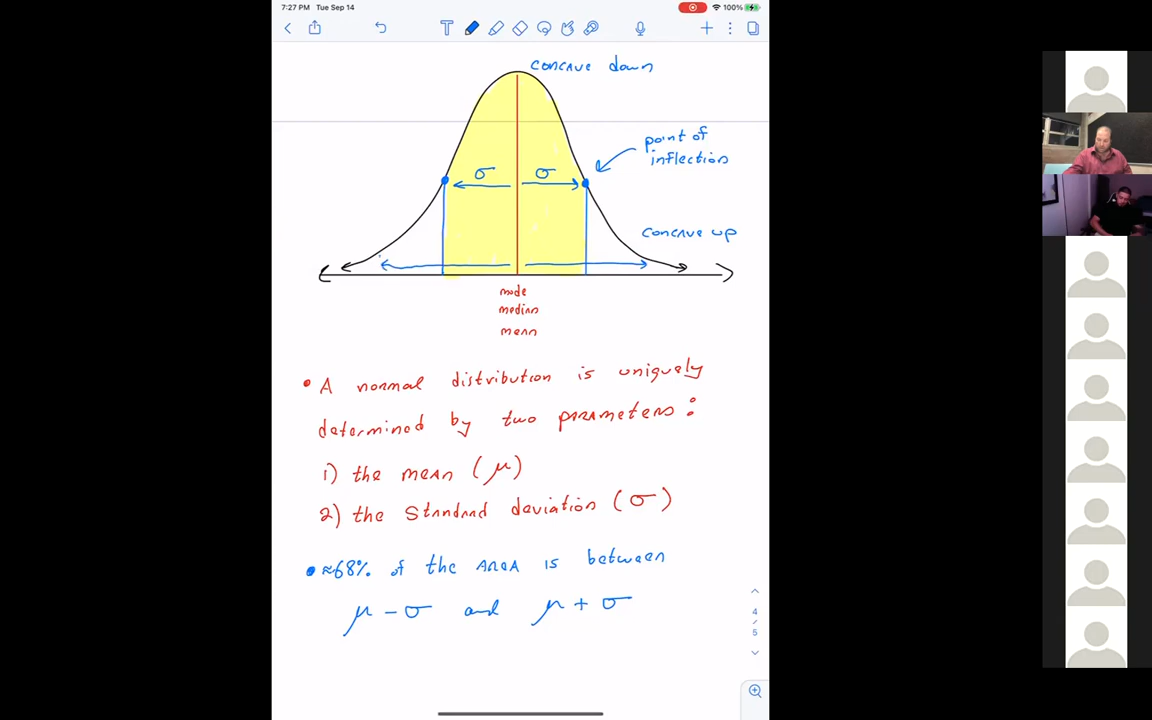 7:27 PM Tue Sep 14
100%
T
concave down
point of
inflection
σ σ
concave up
mode
median
mean
• A normal distribution is uniquely
determined by two parameters:
1) the mean (μ)
2) the standard deviation (σ)
• ≈68% of the area is between
μ - σ and μ + σ
4
/
5